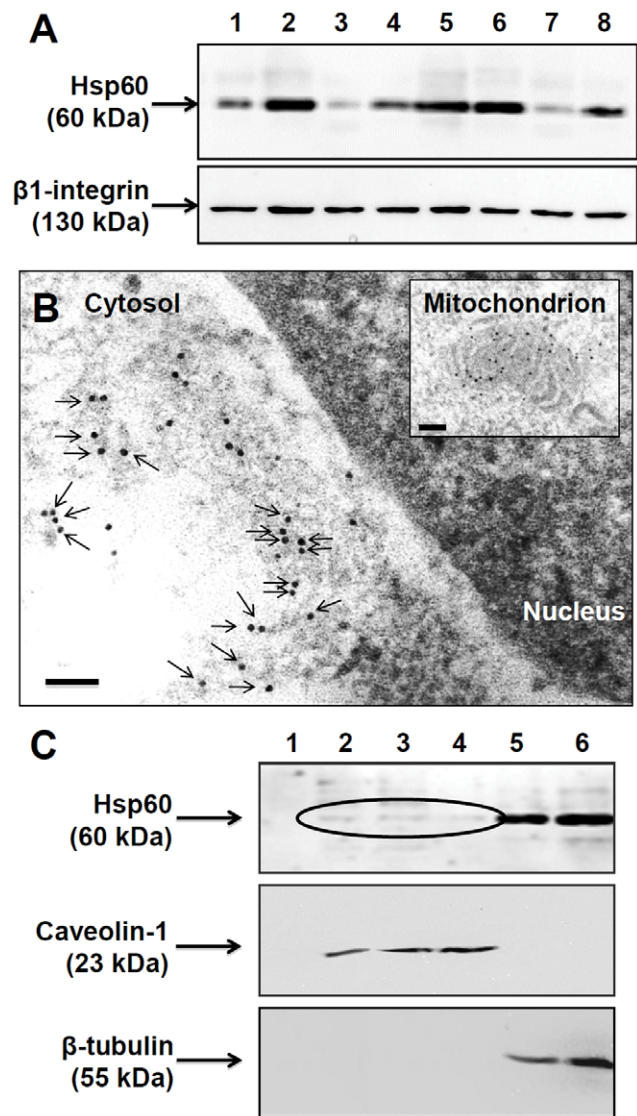 A
1 2 3 4 5 6 7 8
Hsp60
(60 kDa)
β1-integrin
(130 kDa)
B
Cytosol
Mitochondrion
Nucleus
C
1 2 3 4 5 6
Hsp60
(60 kDa)
Caveolin-1
(23 kDa)
β-tubulin
(55 kDa)